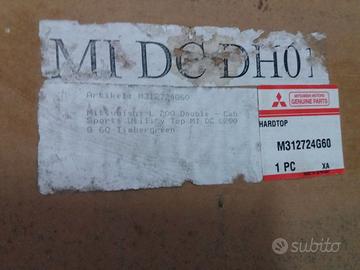 MI DC DH01
Artikel: M312724G60
Mitsubishi L 200 Double - Cab
Sports Utility Top MI DC L200
G 60 Timbergreen
MITSUBISHI MOTORS
GENUINE PARTS
HARDTOP
M312724G60
1 PC XA
subito